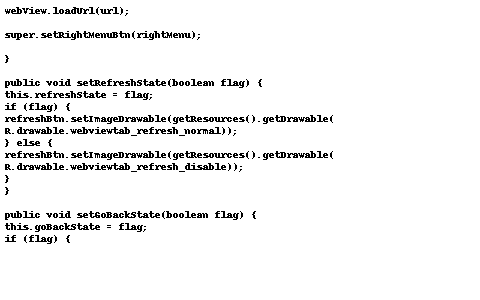 webView.loadUrl(url);
super.setRightMenuBtn(rightMenu);
}
public void setRefreshState(boolean flag) {
this.refreshState = flag;
if (flag) {
refreshBtn.setImageDrawable(getResources().getDrawable(
R.drawable.webviewtab_refresh_normal));
} else {
refreshBtn.setImageDrawable(getResources().getDrawable(
R.drawable.webviewtab_refresh_disable));
}
}
public void setGoBackState(boolean flag) {
this.goBackState = flag;
if (flag) {